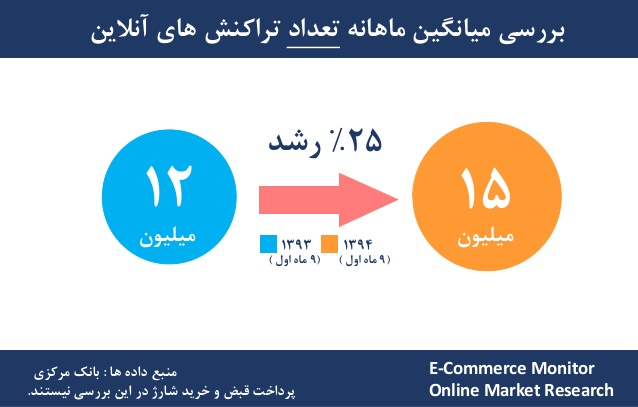 بررسی میانگین ماهانه تعداد تراکنش های آنلاین
۲۵٪ رشد
۱۲
میلیون
۱۵
میلیون
۱۳۹۳
(۹ ماه اول)
۱۳۹۴
(۹ ماه اول)
منبع داده ها : بانک مرکزی
پرداخت قبض و خرید شارژ در این بررسی نیستند.
E-Commerce Monitor
Online Market Research